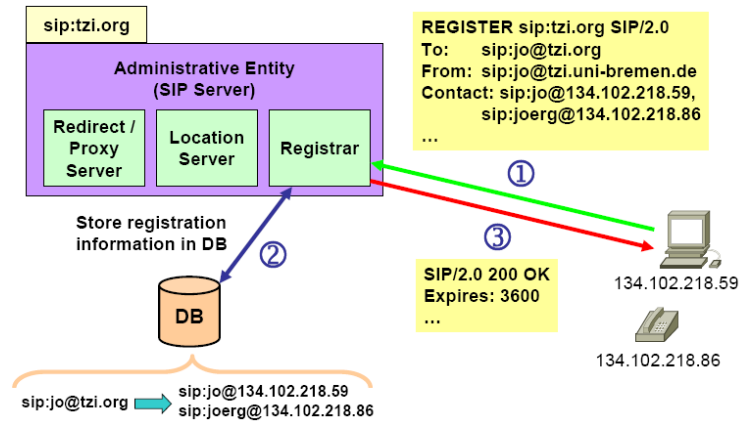 sip:tzi.org
Administrative Entity
(SIP Server)
Redirect /
Proxy
Server
Location
Server
Registrar
REGISTER sip:tzi.org SIP/2.0
To: sip:jo@tzi.org
From: sip:jo@tzi.uni-bremen.de
Contact: sip:jo@134.102.218.59,
sip:joerg@134.102.218.86
…
①
Store registration
information in DB
②
③
SIP/2.0 200 OK
Expires: 3600
…
134.102.218.59
134.102.218.86
DB
sip:jo@tzi.org
sip:jo@134.102.218.59
sip:joerg@134.102.218.86